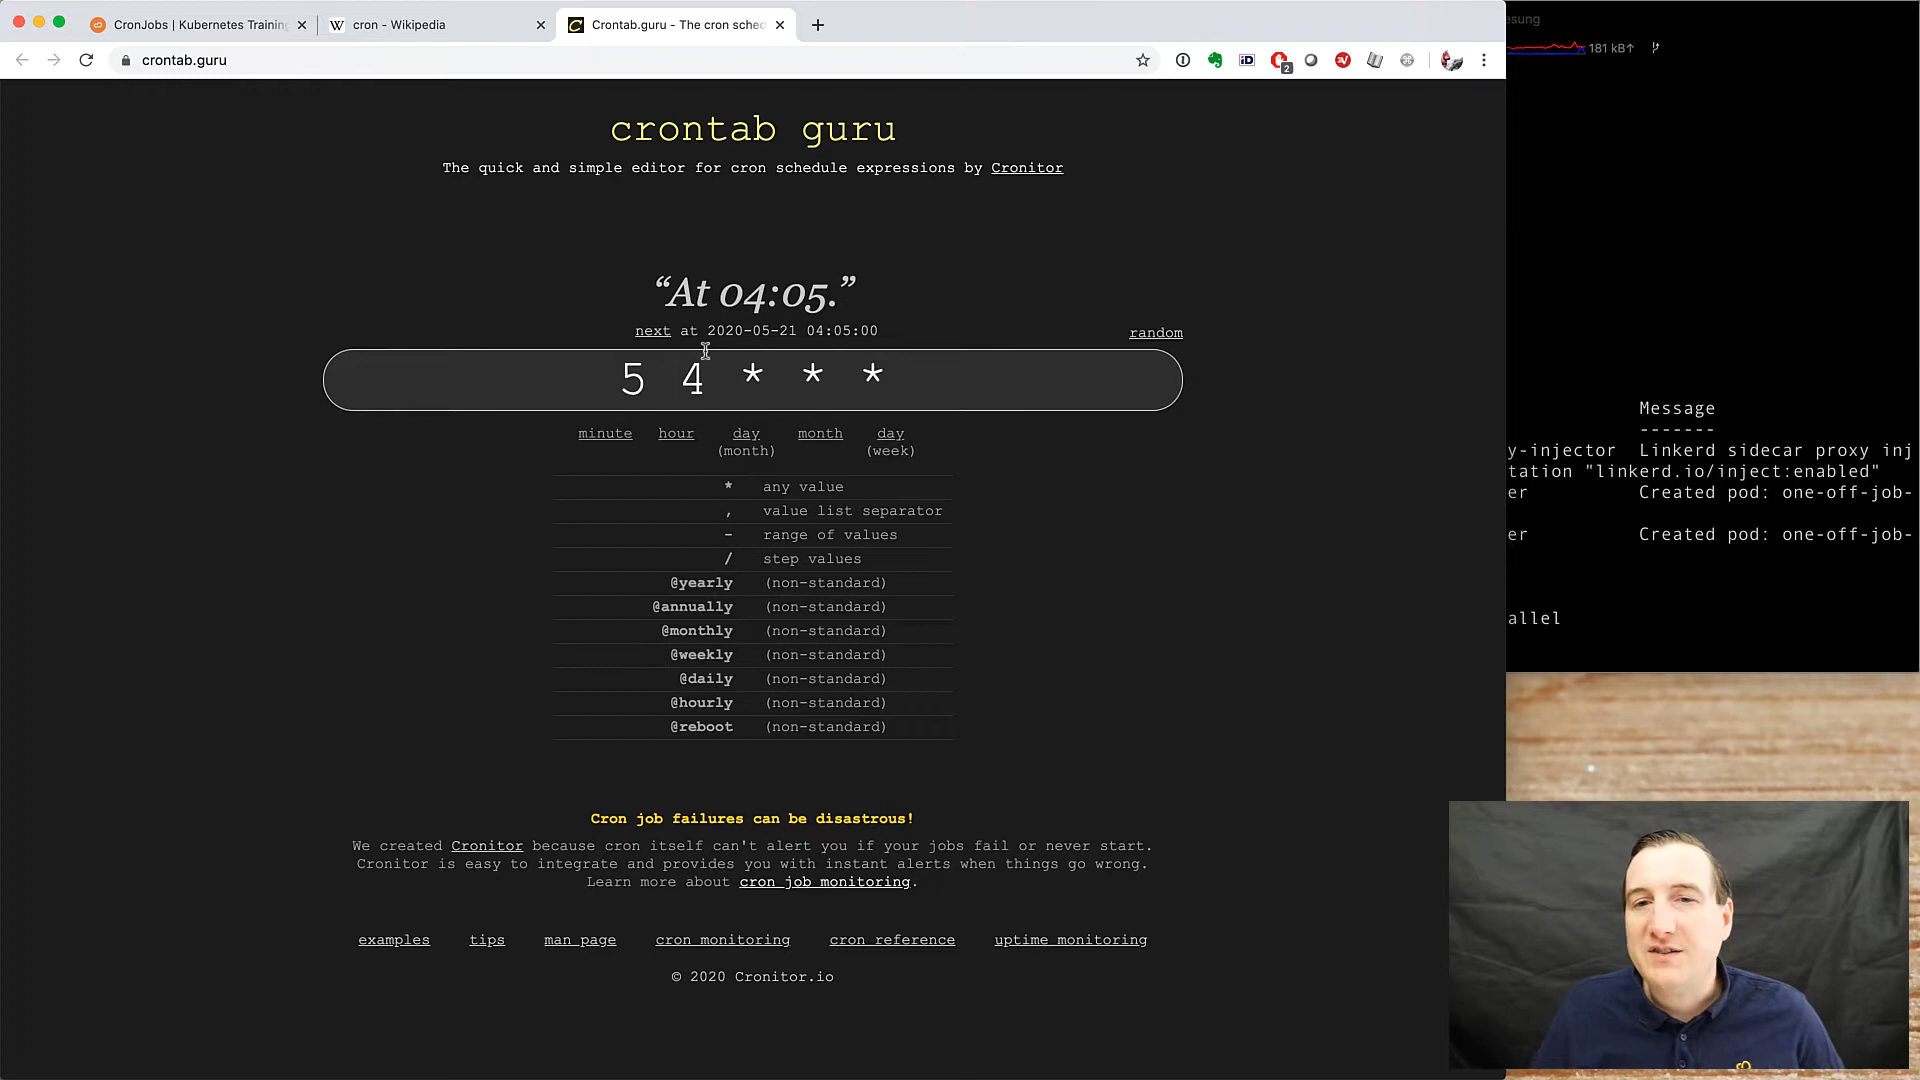 CronJobs | Kubernetes Training
cron - Wikipedia
Crontab.guru - The cron sched
crontab.guru
2
esung
181 kB↑
crontab guru
The quick and simple editor for cron schedule expressions by Cronitor
“At 04:05.”
next at 2020-05-21 04:05:00
random
5 4 * * *
minute hour day (month) month day (week)
* any value
, value list separator
- range of values
/ step values
@yearly (non-standard)
@annually (non-standard)
@monthly (non-standard)
@weekly (non-standard)
@daily (non-standard)
@hourly (non-standard)
@reboot (non-standard)
Cron job failures can be disastrous!
We created Cronitor because cron itself can't alert you if your jobs fail or never start.
Cronitor is easy to integrate and provides you with instant alerts when things go wrong.
Learn more about cron job monitoring.
examples tips man page cron monitoring cron reference uptime monitoring
© 2020 Cronitor.io
Message
-------
y-injector Linkerd sidecar proxy inj
tation "linkerd.io/inject:enabled"
er Created pod: one-off-job-
er Created pod: one-off-job-
allel